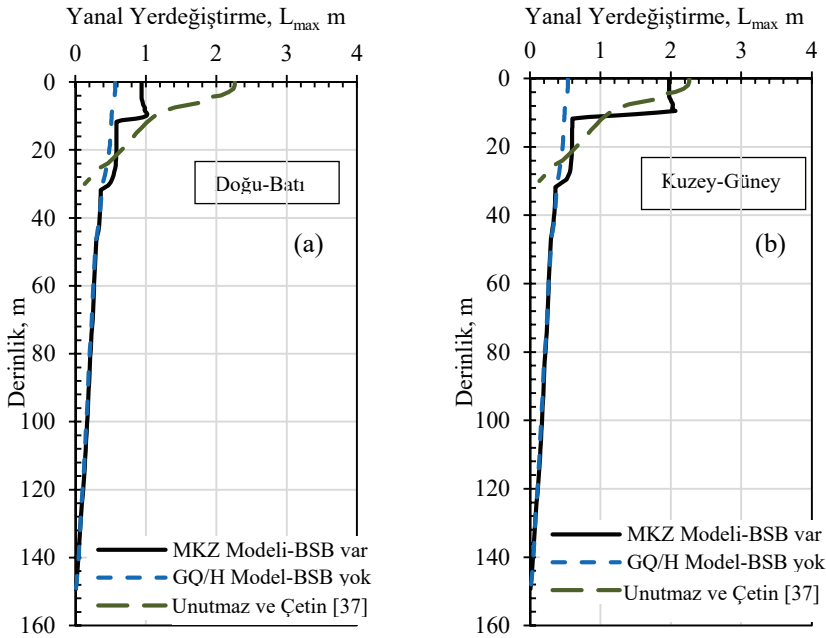 Yanal Yerdeğiştirme, Lmax m
0 1 2 3 4
0
20
40
60
80
100
120
140
160
Derinlik, m
Doğu-Batı
(a)
MKZ Modeli-BSB var
GQ/H Model-BSB yok
Unutmaz ve Çetin [37]
Yanal Yerdeğiştirme, Lmax m
0 1 2 3 4
0
20
40
60
80
100
120
140
160
Derinlik, m
Kuzey-Güney
(b)
MKZ Modeli-BSB var
GQ/H Model-BSB yok
Unutmaz ve Çetin [37]